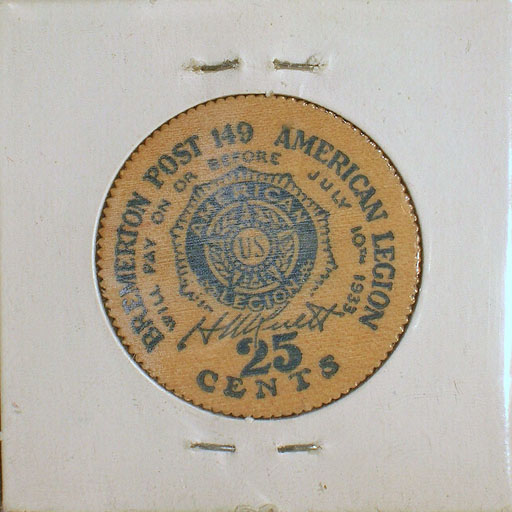 BREMERTON POST 149 AMERICAN LEGION
WILL PAY ON OR BEFORE JULY 10TH 1933
AMERICAN
US
LEGION
25
CENTS